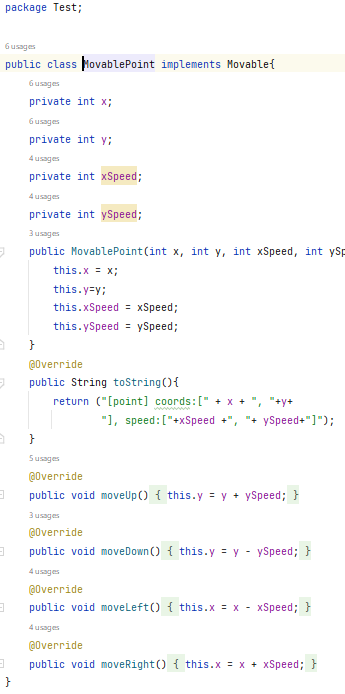 package Test;
6 usages
public class MovablePoint implements Movable{
6 usages
private int x;
6 usages
private int y;
4 usages
private int xSpeed;
4 usages
private int ySpeed;
3 usages
public MovablePoint(int x, int y, int xSpeed, int ySp
this.x = x;
this.y=y;
this.xSpeed = xSpeed;
this.ySpeed = ySpeed;
}
@Override
public String toString(){
return ("[point] coords:[" + x + ", "+y+
"], speed:["+xSpeed +", "+ ySpeed+"]");
}
5 usages
@Override
public void moveUp() { this.y = y + ySpeed; }
3 usages
@Override
public void moveDown() { this.y = y - ySpeed; }
4 usages
@Override
public void moveLeft() { this.x = x - xSpeed; }
4 usages
@Override
public void moveRight() { this.x = x + xSpeed; }
}